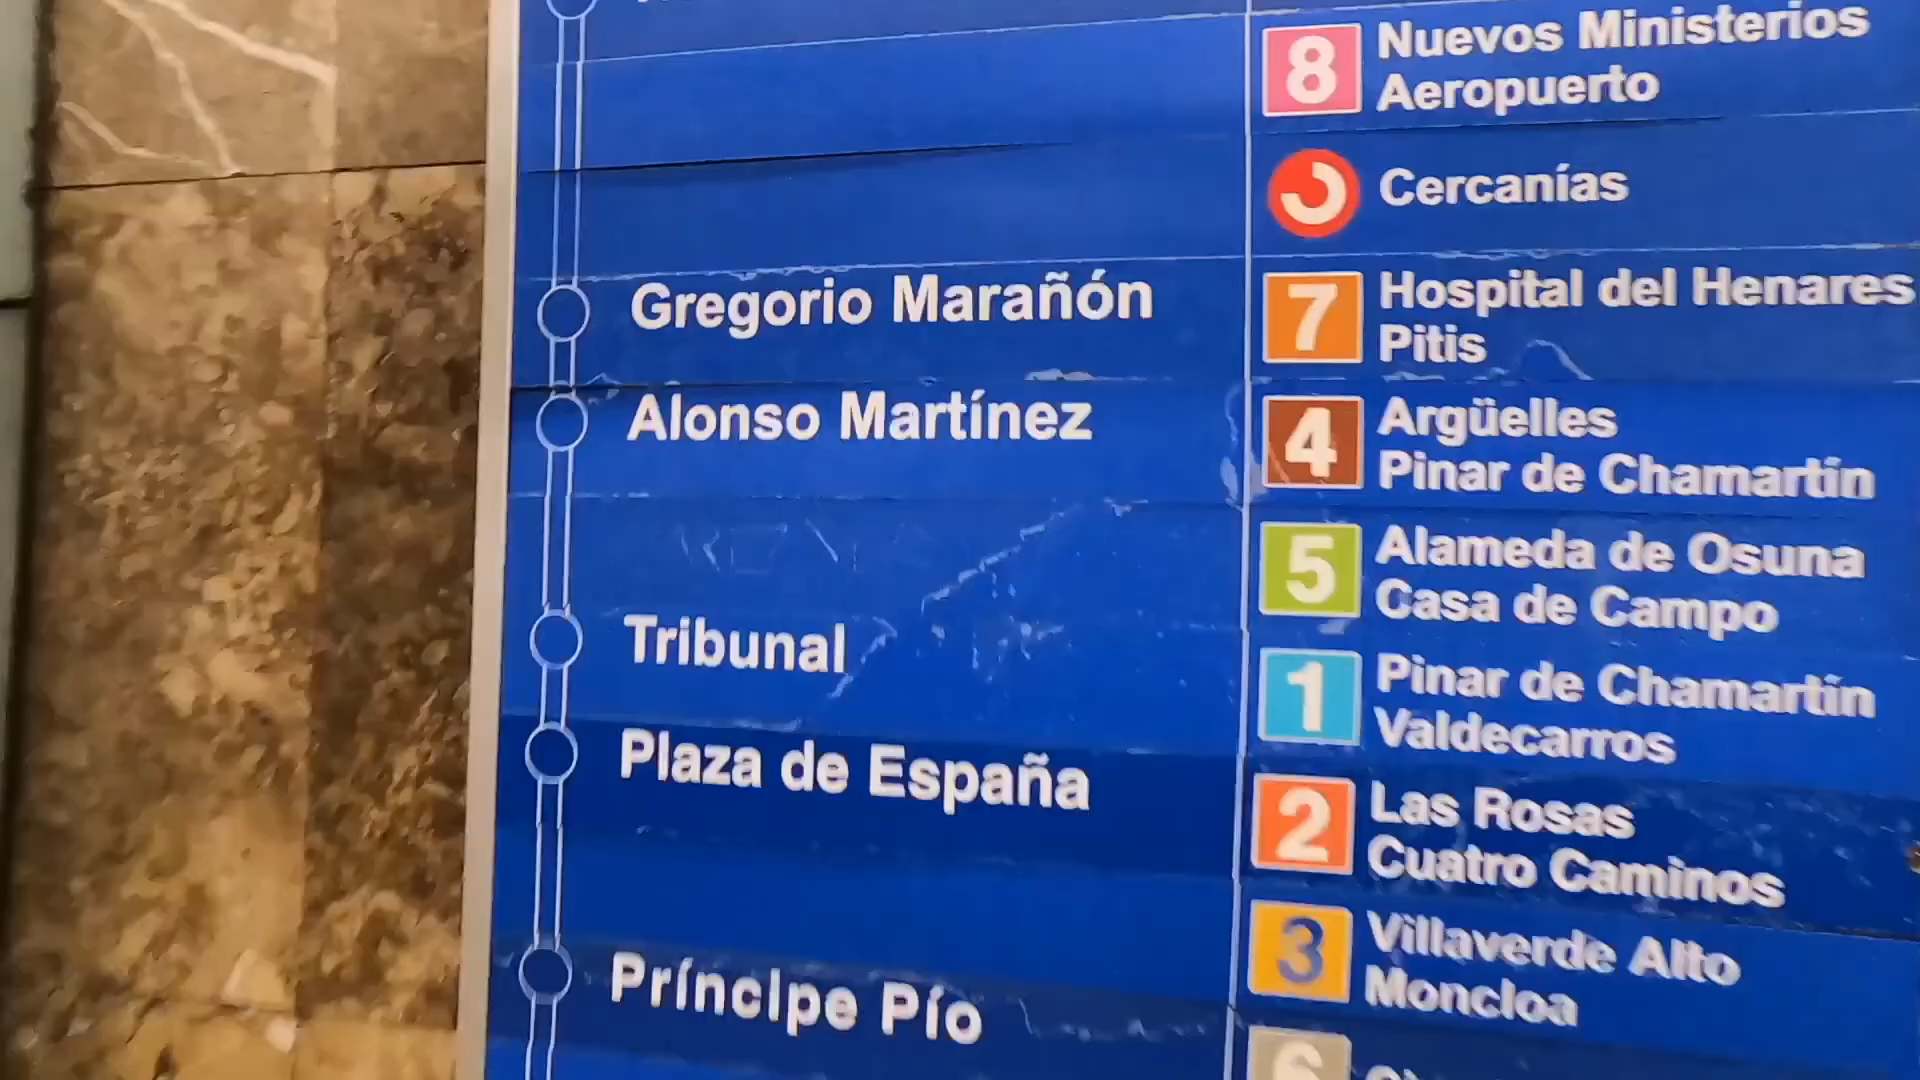 8 Nuevos Ministerios
Aeropuerto
Cercanías
Gregorio Marañón
7 Hospital del Henares
Pitis
Alonso Martínez
4 Argüelles
Pinar de Chamartín
5 Alameda de Osuna
Casa de Campo
Tribunal
1 Pinar de Chamartín
Valdecarros
Plaza de España
2 Las Rosas
Cuatro Caminos
3 Villaverde Alto
Moncloa
Príncipe Pío
6